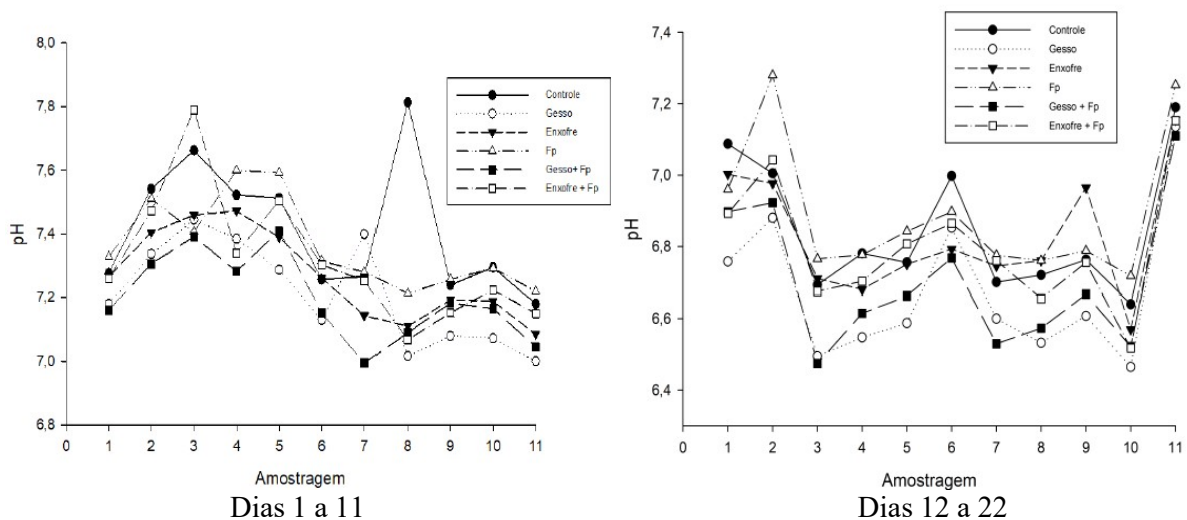 8,0
7,8
7,6
7,4
7,2
7,0
6,8
pH
0 1 2 3 4 5 6 7 8 9 10 11
Amostragem
Controle
Gesso
Enxofre
Fp
Gesso+ Fp
Enxofre + Fp
Dias 1 a 11
7,4
7,2
7,0
6,8
6,6
6,4
pH
0 1 2 3 4 5 6 7 8 9 10 11
Amostragem
Controle
Gesso
Enxofre
Fp
Gesso + Fp
Enxofre + Fp
Dias 12 a 22